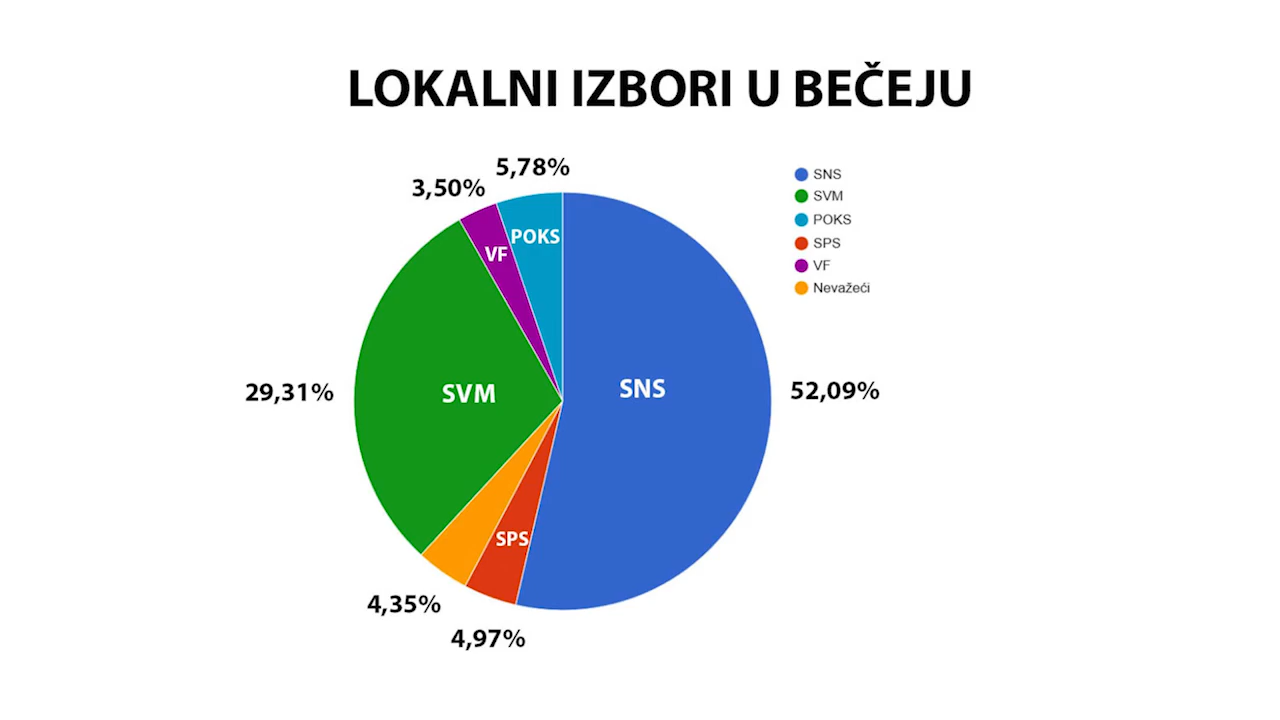 LOKALNI IZBORI U BEČEJU
5,78%
3,50%
SNS
SVM
POKS
SPS
VF
Nevažeći
POKS
VF
29,31%
SVM
SNS
52,09%
SPS
4,35%
4,97%